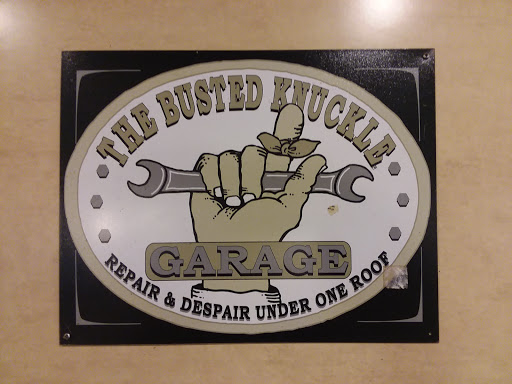 THE BUSTED KNUCKLE
GARAGE
REPAIR & DESPAIR UNDER ONE ROOF